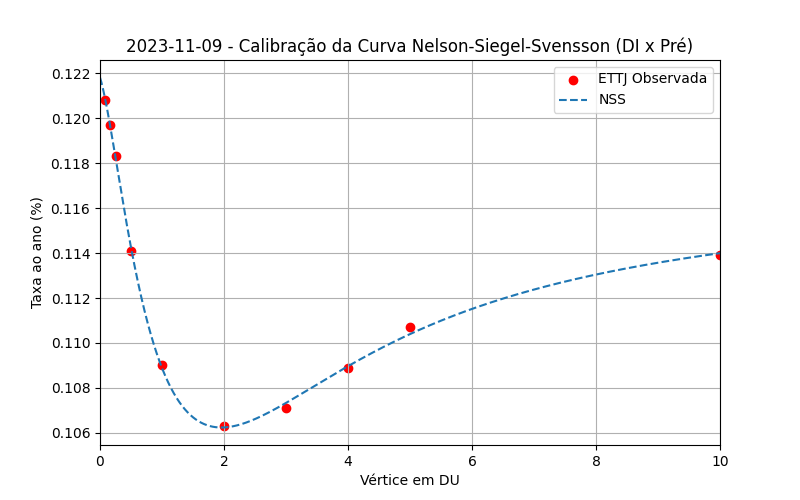 2023-11-09 - Calibração da Curva Nelson-Siegel-Svensson (DI x Pré)
ETTJ Observada
NSS
Taxa ao ano (%)
0.122
0.120
0.118
0.116
0.114
0.112
0.110
0.108
0.106
0 2 4 6 8 10
Vértice em DU